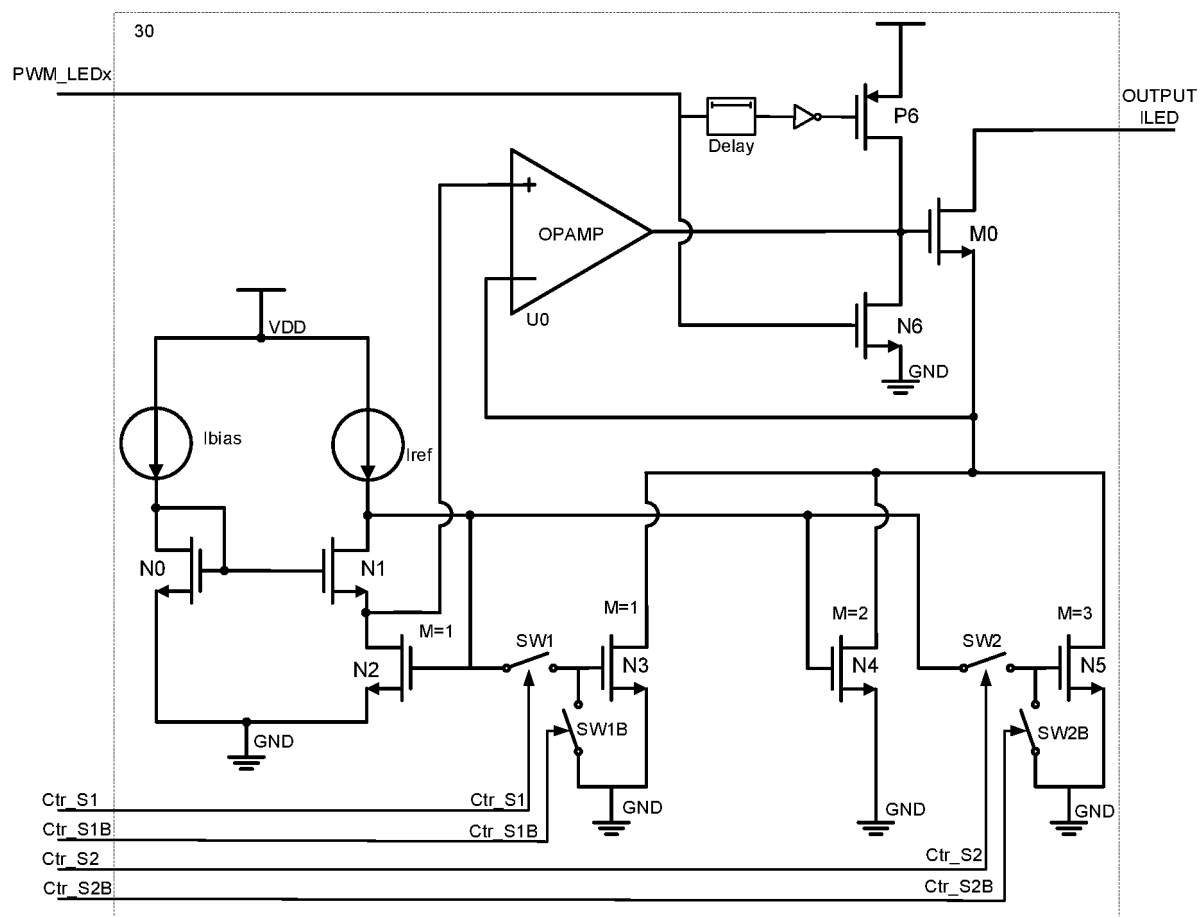 30
PWM_LEDx
P6
OUTPUT
ILED
Delay
+
OPAMP
M0
U0
N6
VDD
GND
Ibias
Iref
N0
N1
M=1
M=1
M=2
M=3
SW1
SW2
N2
N3
N4
N5
SW1B
SW2B
GND
GND
GND
GND
Ctr_S1
Ctr_S1
Ctr_S1B
Ctr_S1B
Ctr_S2
Ctr_S2
Ctr_S2B
Ctr_S2B